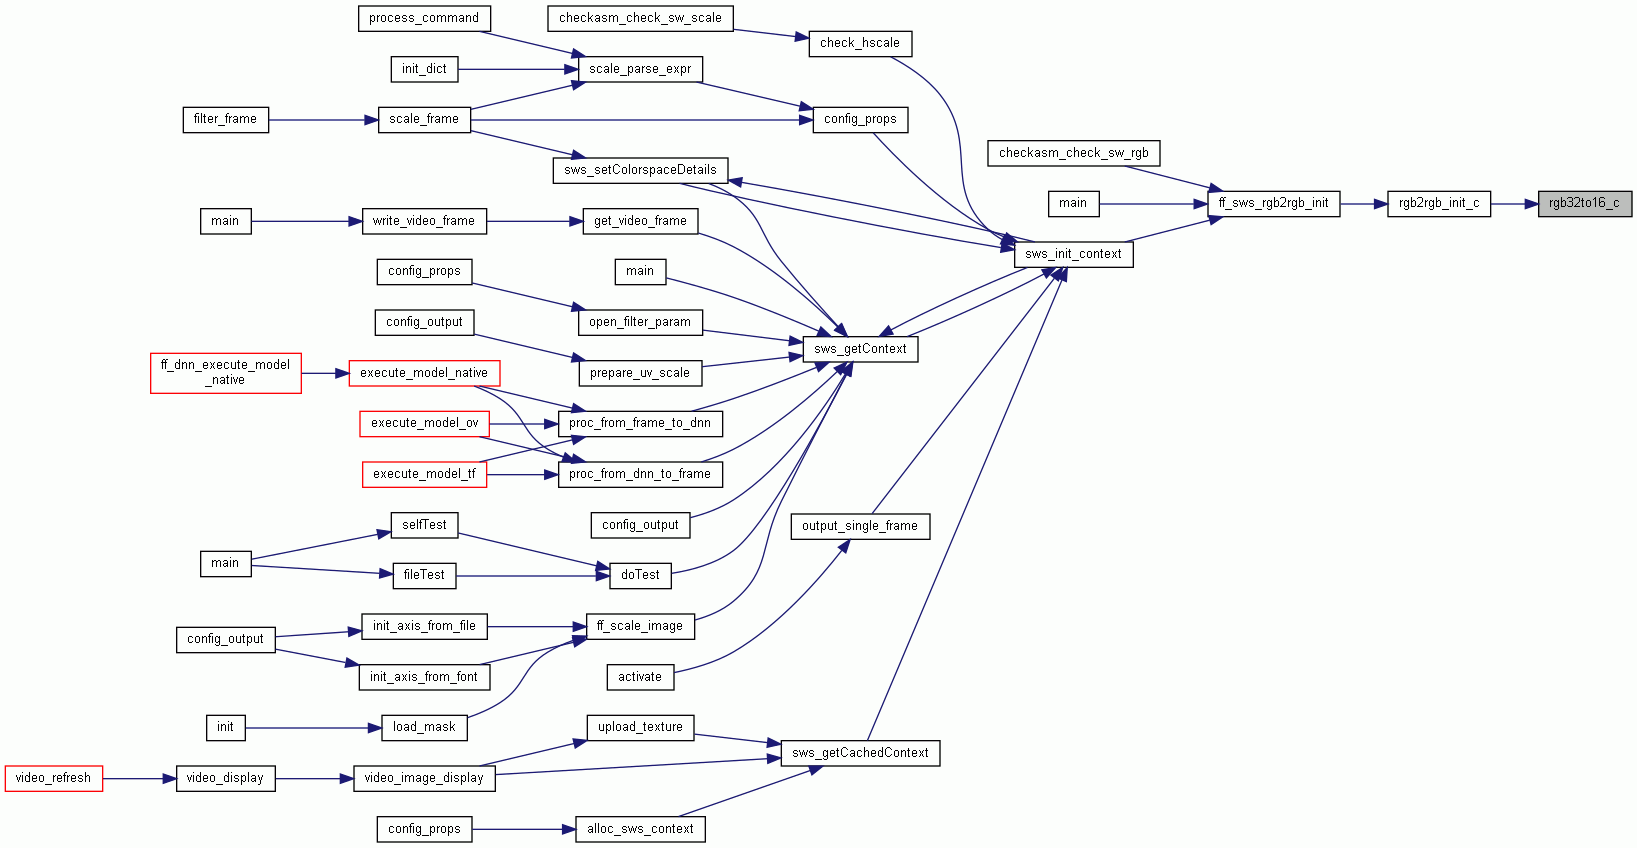 process_command
checkasm_check_sw_scale
check_hscale
init_dict
scale_parse_expr
filter_frame
scale_frame
config_props
checkasm_check_sw_rgb
sws_setColorspaceDetails
main
ff_sws_rgb2rgb_init
rgb2rgb_init_c
rgb32to16_c
main
write_video_frame
get_video_frame
sws_init_context
config_props
main
config_output
open_filter_param
sws_getContext
ff_dnn_execute_model
_native
execute_model_native
prepare_uv_scale
execute_model_ov
proc_from_frame_to_dnn
execute_model_tf
proc_from_dnn_to_frame
selfTest
config_output
output_single_frame
main
fileTest
doTest
config_output
init_axis_from_file
ff_scale_image
init_axis_from_font
activate
init
load_mask
upload_texture
sws_getCachedContext
video_refresh
video_display
video_image_display
config_props
alloc_sws_context